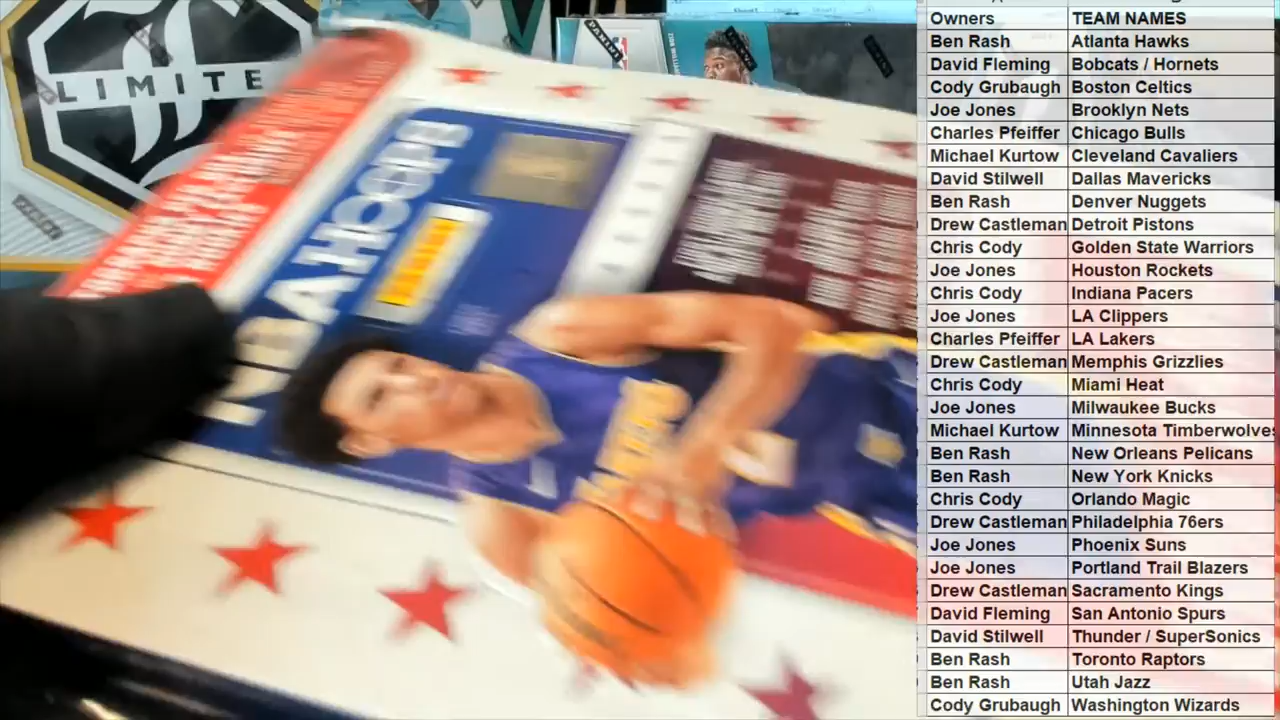 LIMITE
NBA HOOPS
PANINI
PANINI
Owners TEAM NAMES
Ben Rash Atlanta Hawks
David Fleming Bobcats / Hornets
Cody Grubaugh Boston Celtics
Joe Jones Brooklyn Nets
Charles Pfeiffer Chicago Bulls
Michael Kurtow Cleveland Cavaliers
David Stilwell Dallas Mavericks
Ben Rash Denver Nuggets
Drew Castleman Detroit Pistons
Chris Cody Golden State Warriors
Joe Jones Houston Rockets
Chris Cody Indiana Pacers
Joe Jones LA Clippers
Charles Pfeiffer LA Lakers
Drew Castleman Memphis Grizzlies
Chris Cody Miami Heat
Joe Jones Milwaukee Bucks
Michael Kurtow Minnesota Timberwolves
Ben Rash New Orleans Pelicans
Ben Rash New York Knicks
Chris Cody Orlando Magic
Drew Castleman Philadelphia 76ers
Joe Jones Phoenix Suns
Joe Jones Portland Trail Blazers
Drew Castleman Sacramento Kings
David Fleming San Antonio Spurs
David Stilwell Thunder / SuperSonics
Ben Rash Toronto Raptors
Ben Rash Utah Jazz
Cody Grubaugh Washington Wizards